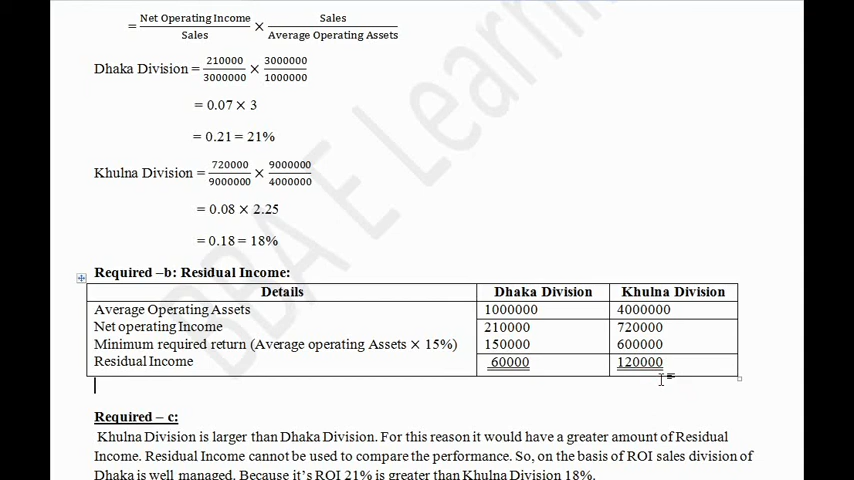 = Net Operating Income / Sales × Sales / Average Operating Assets
Dhaka Division = 210000 / 3000000 × 3000000 / 1000000
= 0.07 × 3
= 0.21 = 21%
Khulna Division = 720000 / 9000000 × 9000000 / 4000000
= 0.08 × 2.25
= 0.18 = 18%
Required –b: Residual Income:
Details Dhaka Division Khulna Division
Average Operating Assets 1000000 4000000
Net operating Income 210000 720000
Minimum required return (Average operating Assets × 15%) 150000 600000
Residual Income 60000 120000
Required – c:
Khulna Division is larger than Dhaka Division. For this reason it would have a greater amount of Residual
Income. Residual Income cannot be used to compare the performance. So, on the basis of ROI sales division of
Dhaka is well managed. Because it's ROI 21% is greater than Khulna Division 18%.
BBA E Learn